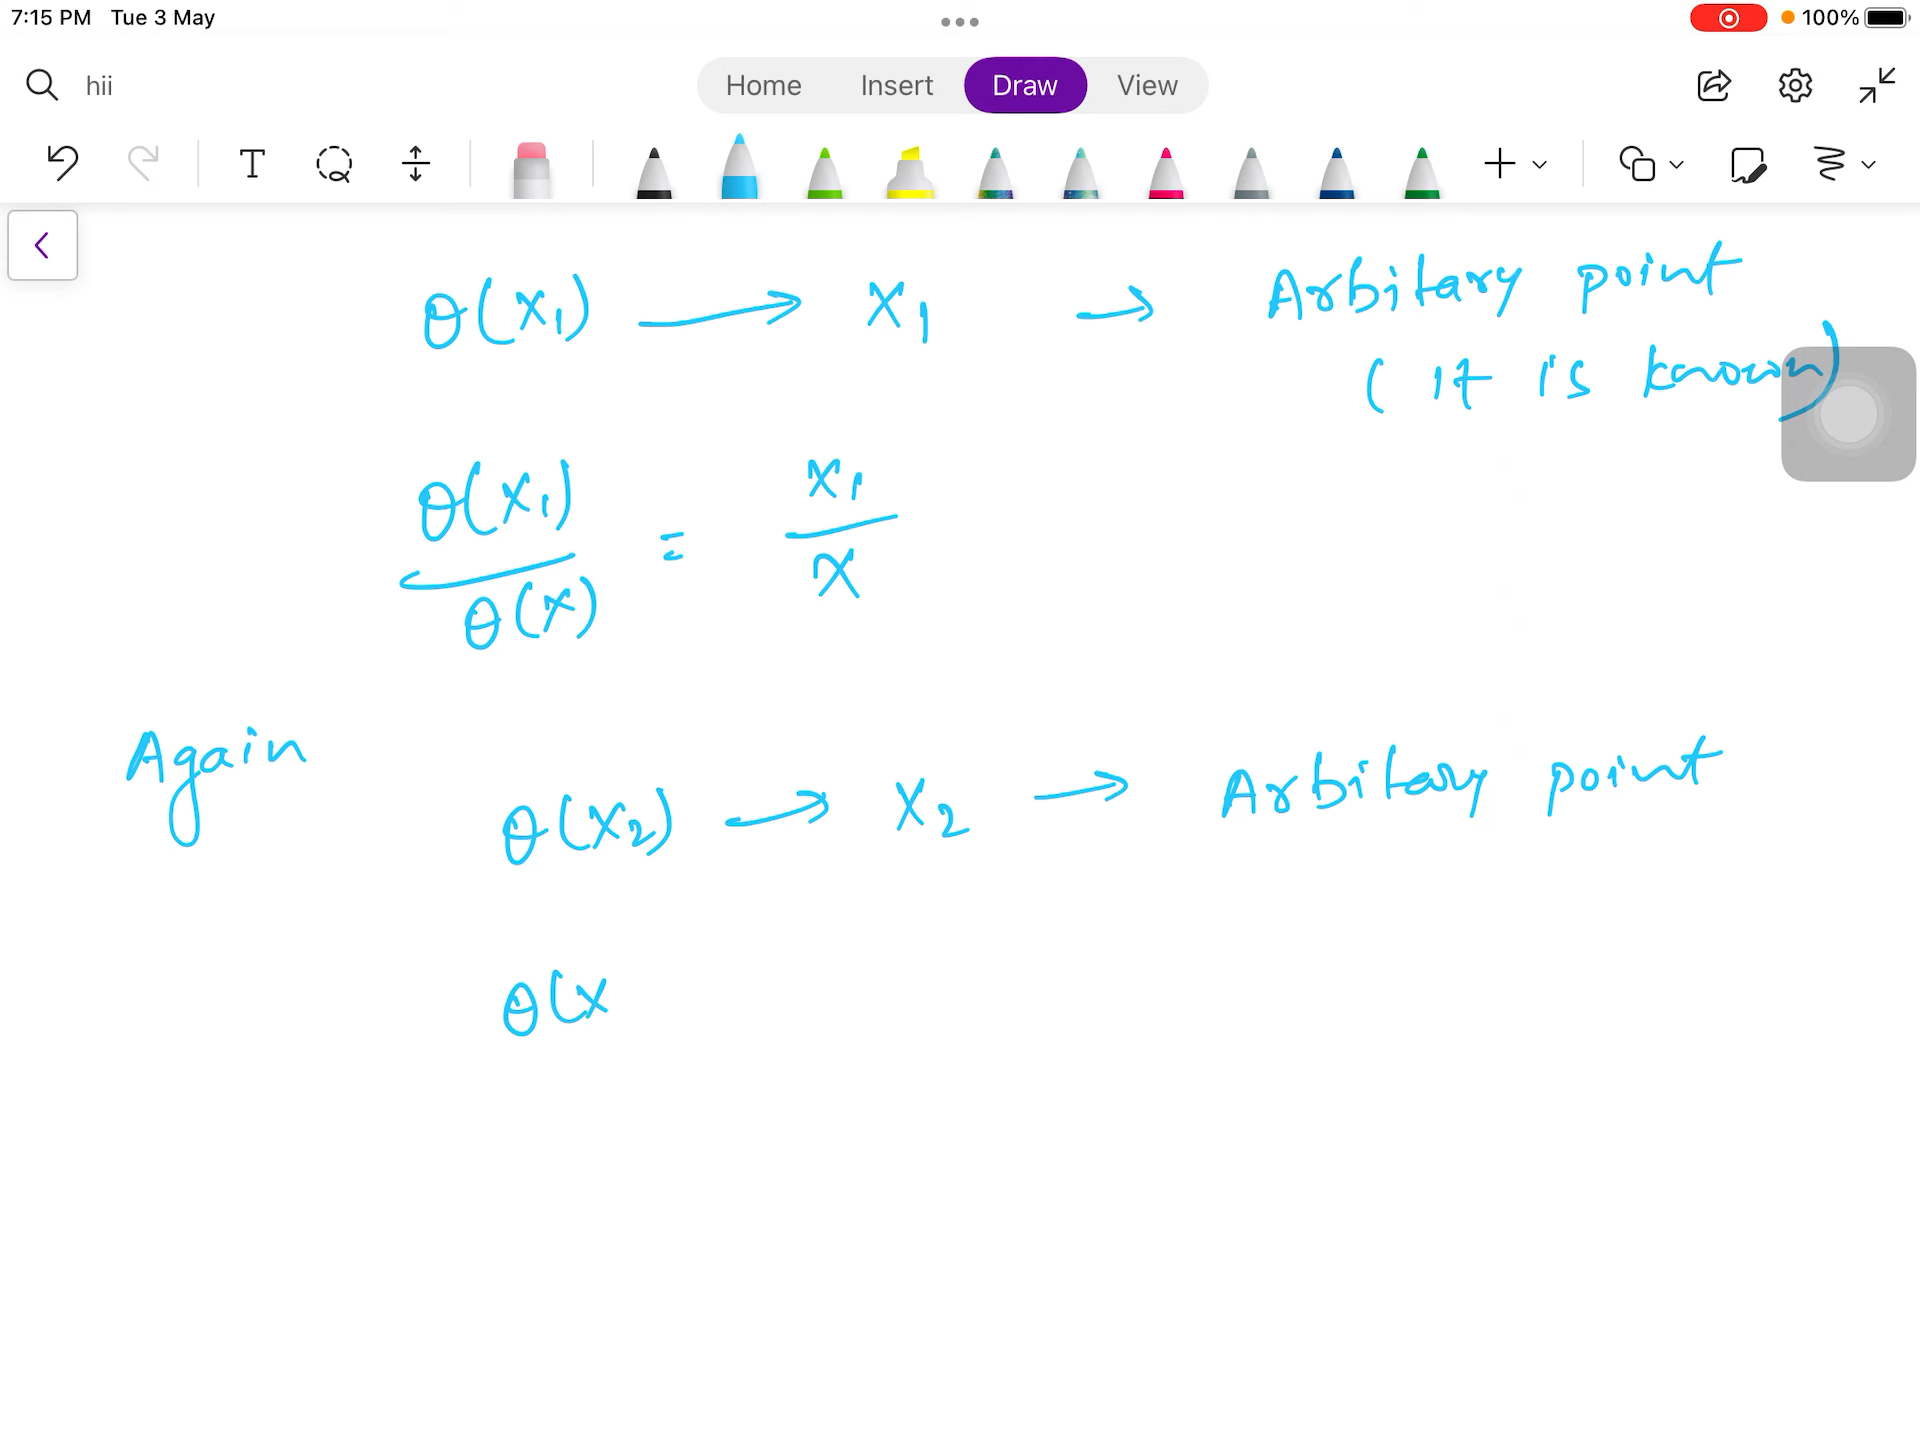 7:15 PM Tue 3 May
100%
hii
Home Insert Draw View
T
θ(x₁) → x₁ → Arbitary point
(it is known)
θ(x₁)/θ(x) = x₁/x
Again
θ(x₂) → x₂ → Arbitary point
θ(x